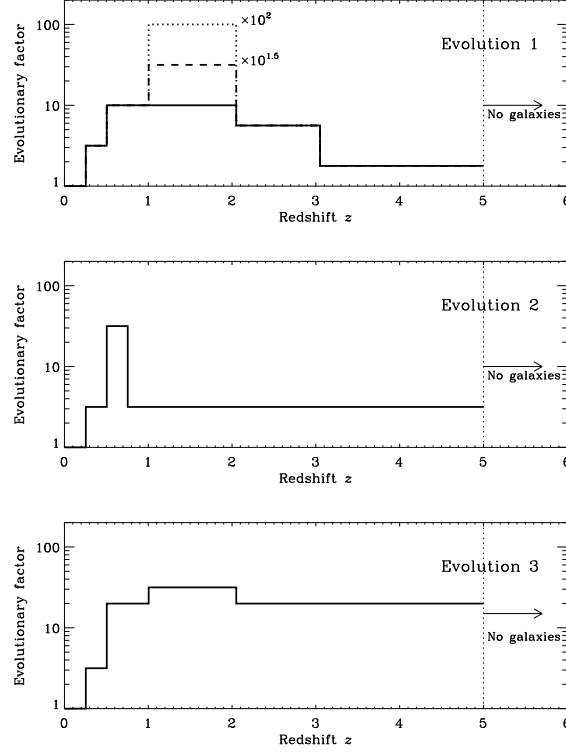 ×10²
×10¹·⁵
Evolution 1
No galaxies
Evolutionary factor
100
10
1
0 1 2 3 4 5 6
Redshift z
Evolution 2
No galaxies
Evolutionary factor
100
10
1
0 1 2 3 4 5 6
Redshift z
Evolution 3
No galaxies
Evolutionary factor
100
10
1
0 1 2 3 4 5 6
Redshift z